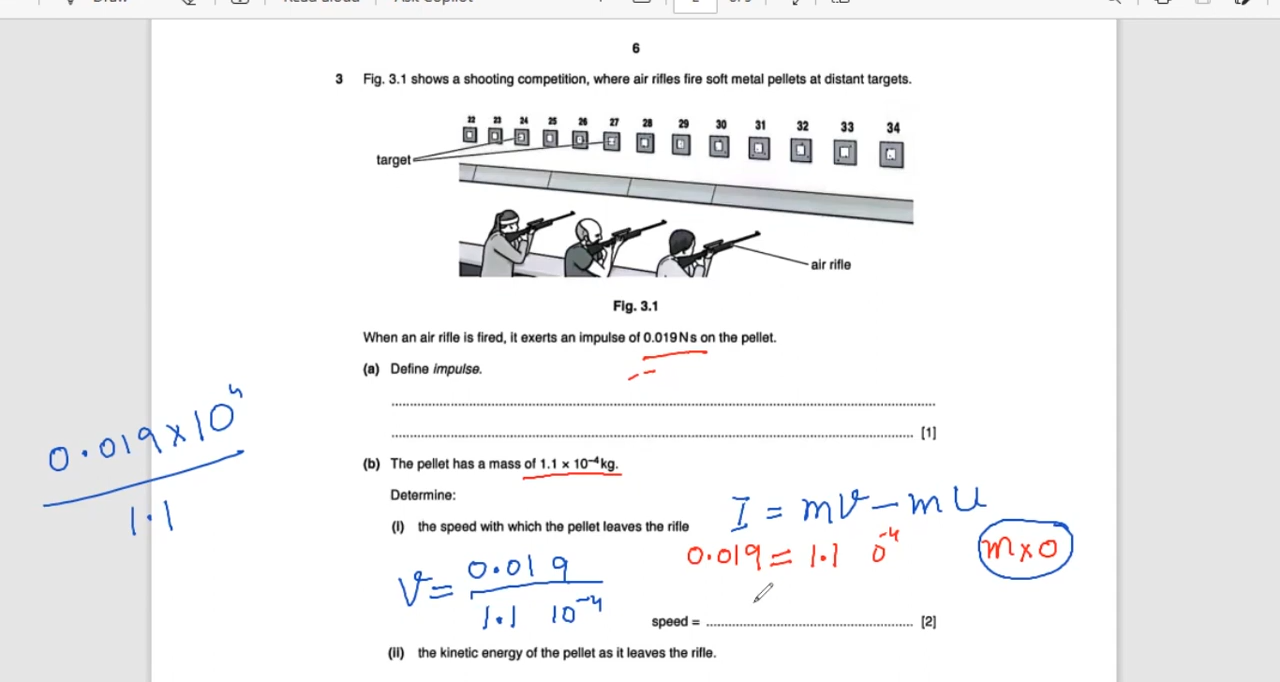 6
3 Fig. 3.1 shows a shooting competition, where air rifles fire soft metal pellets at distant targets.
22 23 24 25 26 27 28 29 30 31 32 33 34
target
air rifle
Fig. 3.1
When an air rifle is fired, it exerts an impulse of 0.019 N s on the pellet.
(a) Define impulse.
[1]
0.019×10⁴
1.1
(b) The pellet has a mass of 1.1 × 10⁻⁴ kg.
Determine:
(i) the speed with which the pellet leaves the rifle
I = mv − mu
0.019 = 1.1 0⁻⁴
m×0
V = 0.019
1.1 10⁻⁴
speed = [2]
(ii) the kinetic energy of the pellet as it leaves the rifle.